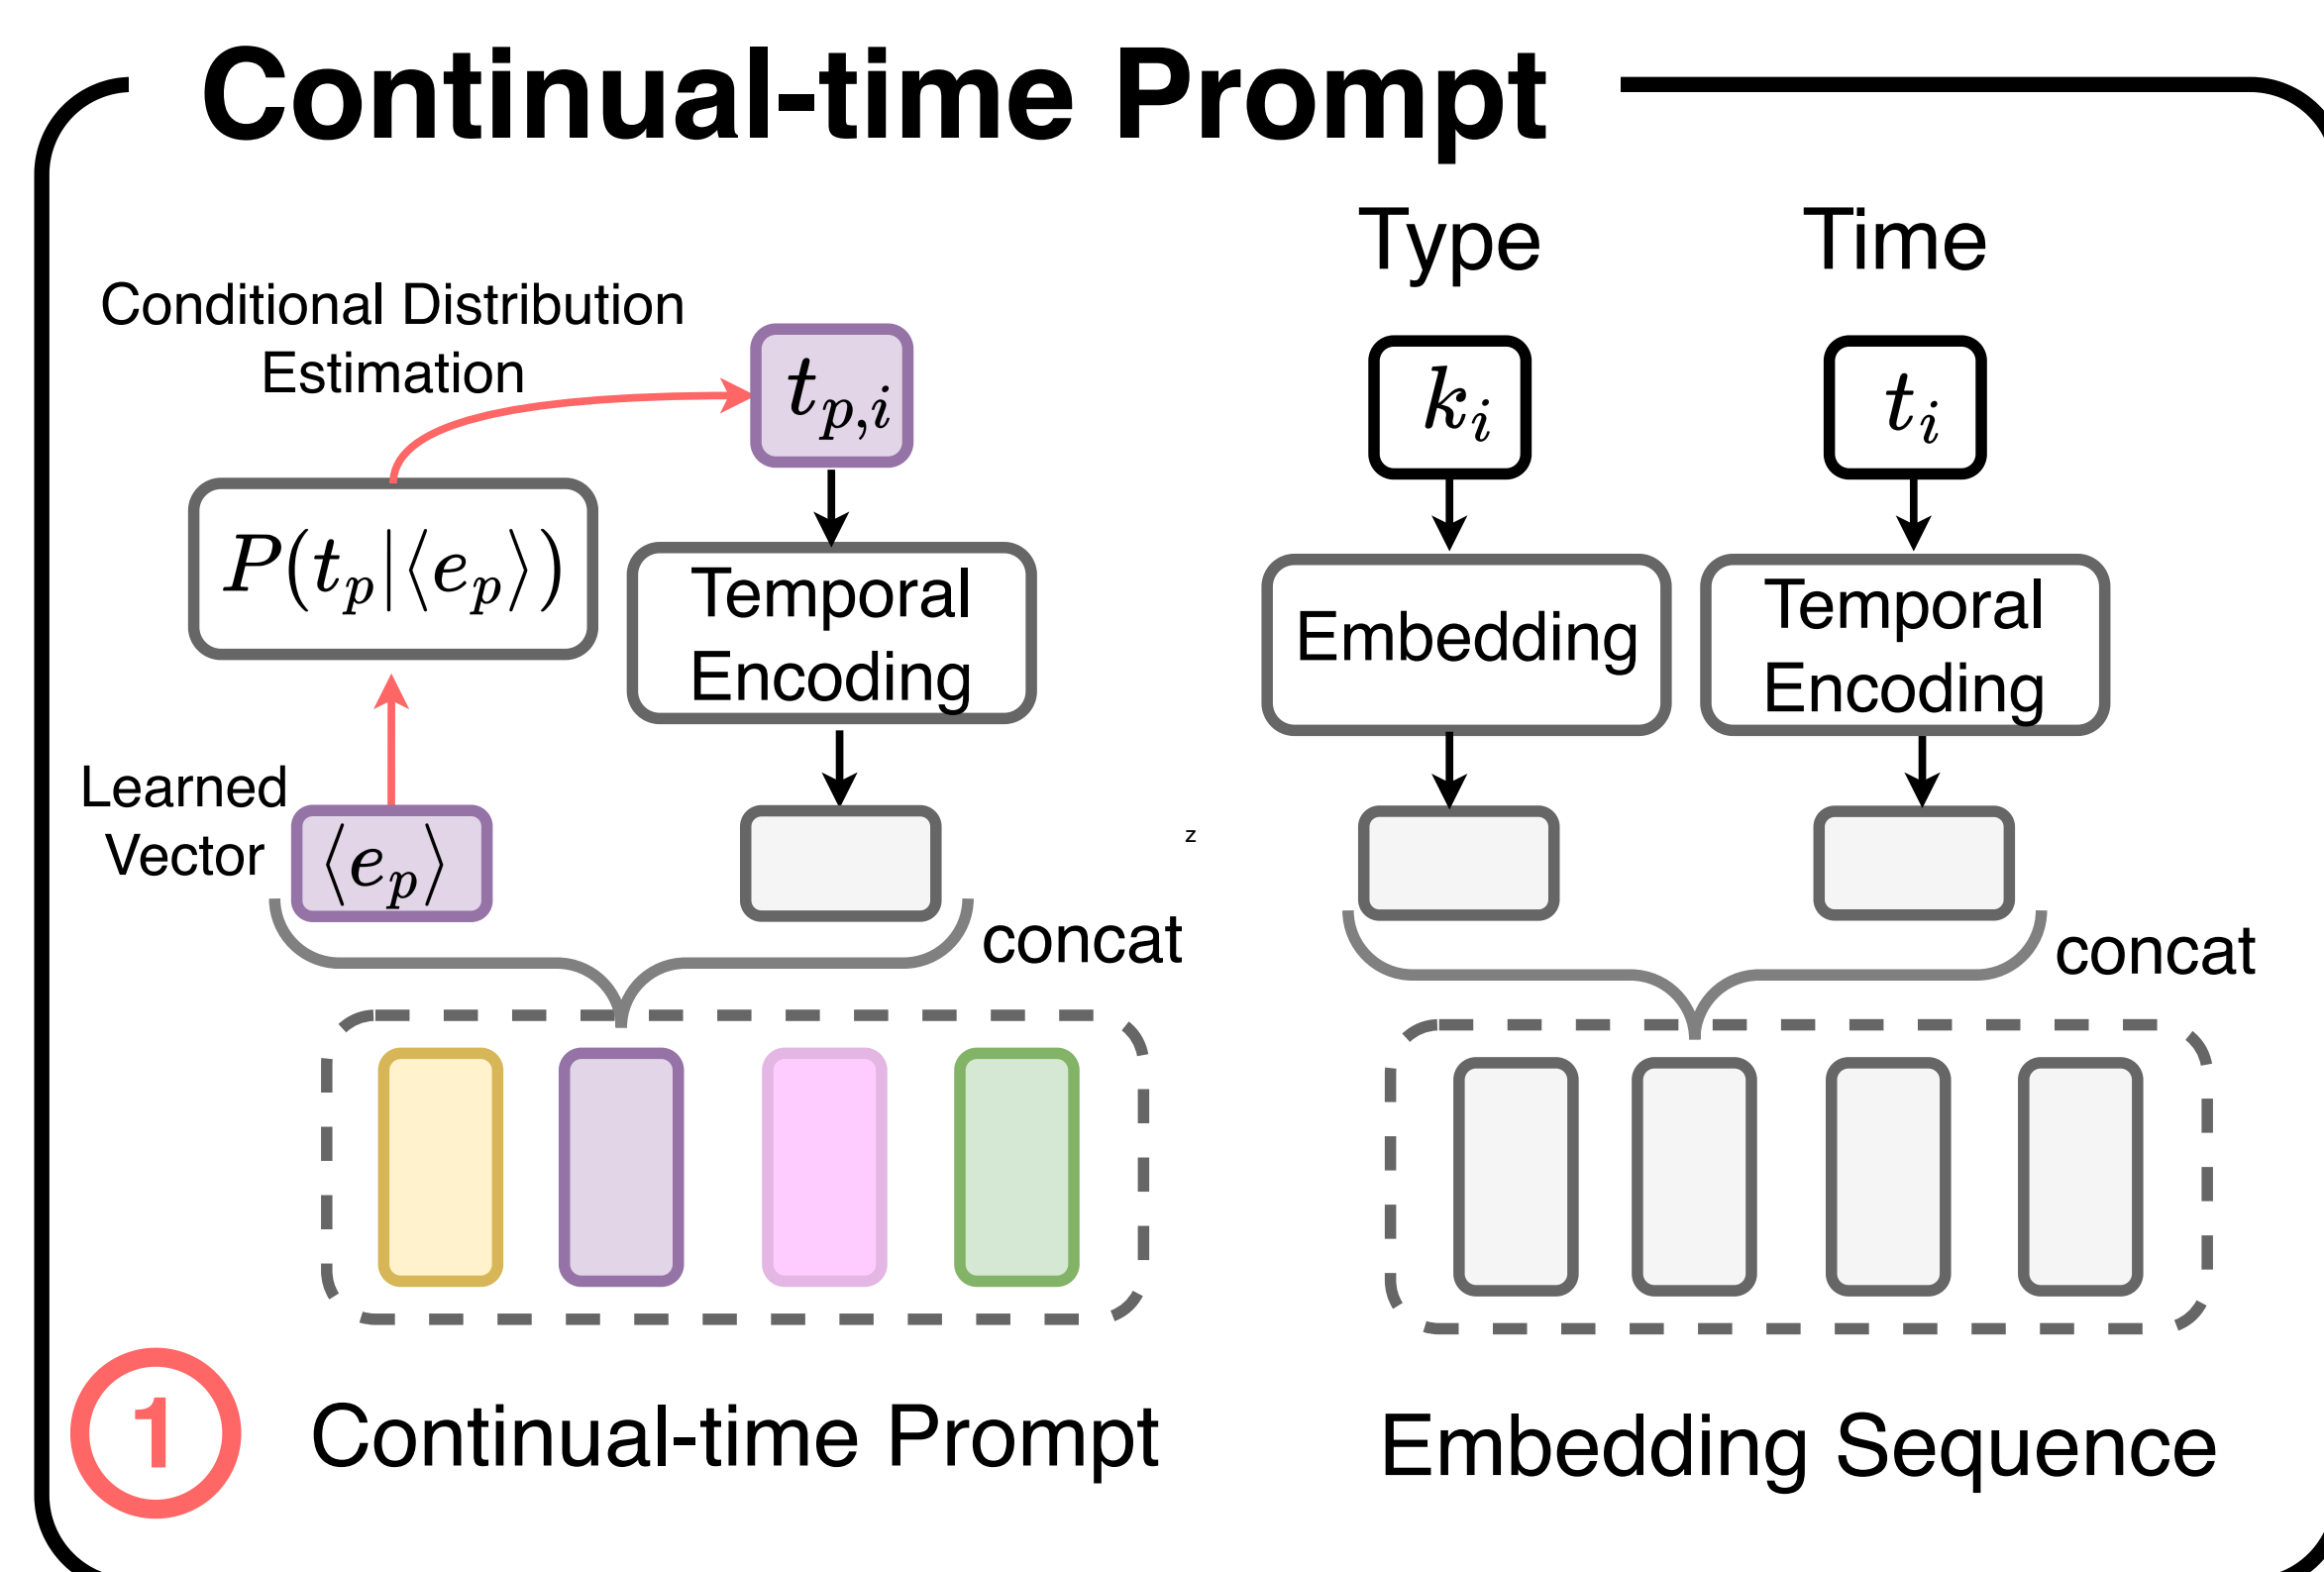 Continual-time Prompt
Type
Time
Conditional Distribution
Estimation
t_{p,i}
k_i
t_i
P(t_p|⟨e_p⟩)
Temporal
Encoding
Embedding
Temporal
Encoding
Learned
Vector
⟨e_p⟩
z
concat
concat
1
Continual-time Prompt
Embedding Sequence